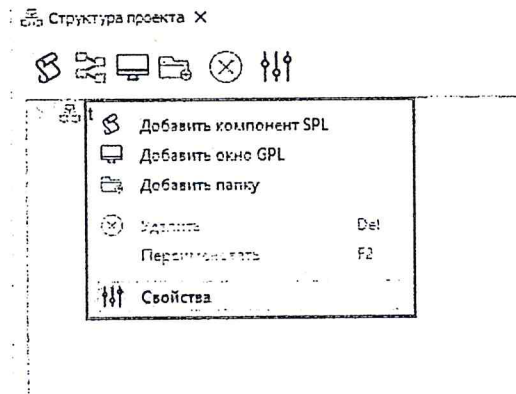 Структура проекта
t
Добавить компонент SPL
Добавить окно GPL
Добавить папку
Удалить Del
Переименовать F2
Свойства